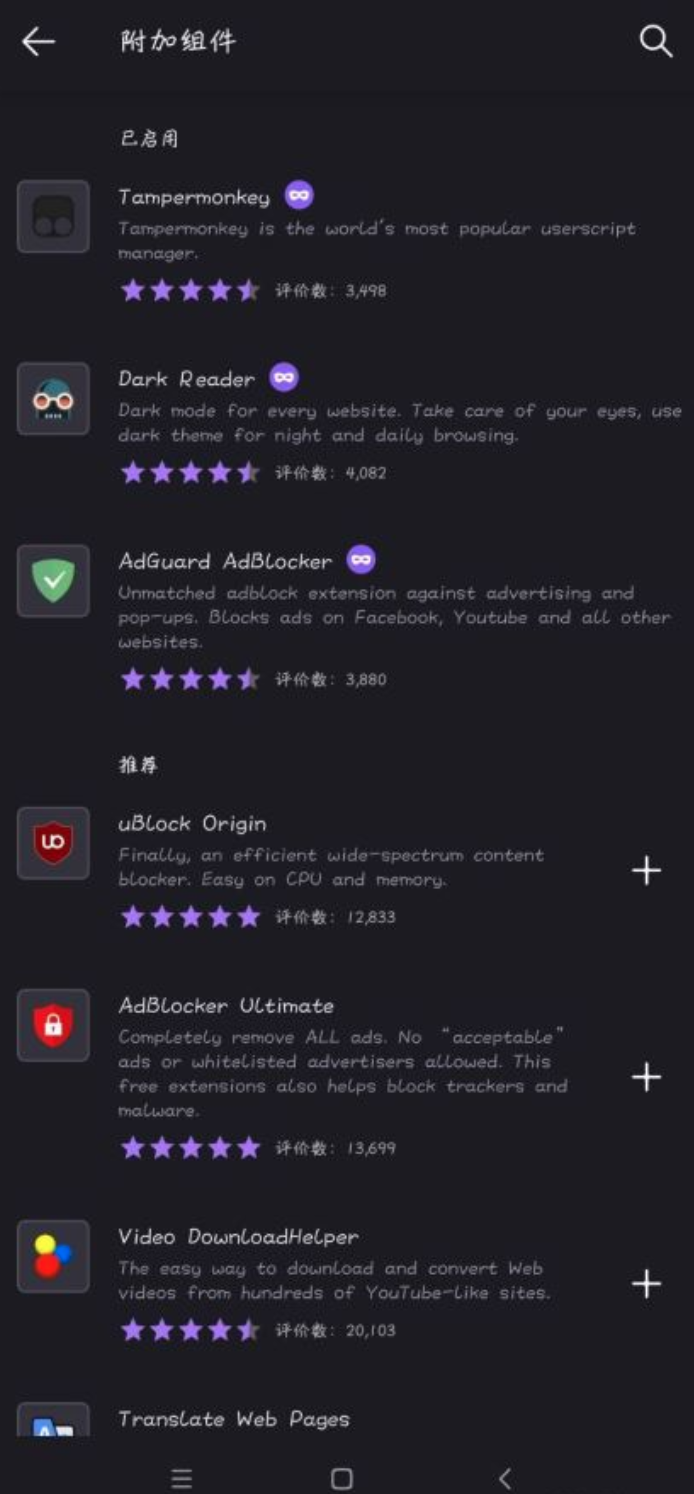 附加组件
已启用
Tampermonkey
Tampermonkey is the world's most popular userscript
manager.
评价数: 3,498
Dark Reader
Dark mode for every website. Take care of your eyes, use
dark theme for night and daily browsing.
评价数: 4,082
AdGuard AdBlocker
Unmatched adblock extension against advertising and
pop-ups. Blocks ads on Facebook, Youtube and all other
websites.
评价数: 3,880
推荐
uBlock Origin
Finally, an efficient wide-spectrum content
blocker. Easy on CPU and memory.
评价数: 12,833
AdBlocker Ultimate
Completely remove ALL ads. No “acceptable”
ads or whitelisted advertisers allowed. This
free extensions also helps block trackers and
malware.
评价数: 13,699
Video DownloadHelper
The easy way to download and convert Web
videos from hundreds of YouTube-like sites.
评价数: 20,103
Translate Web Pages